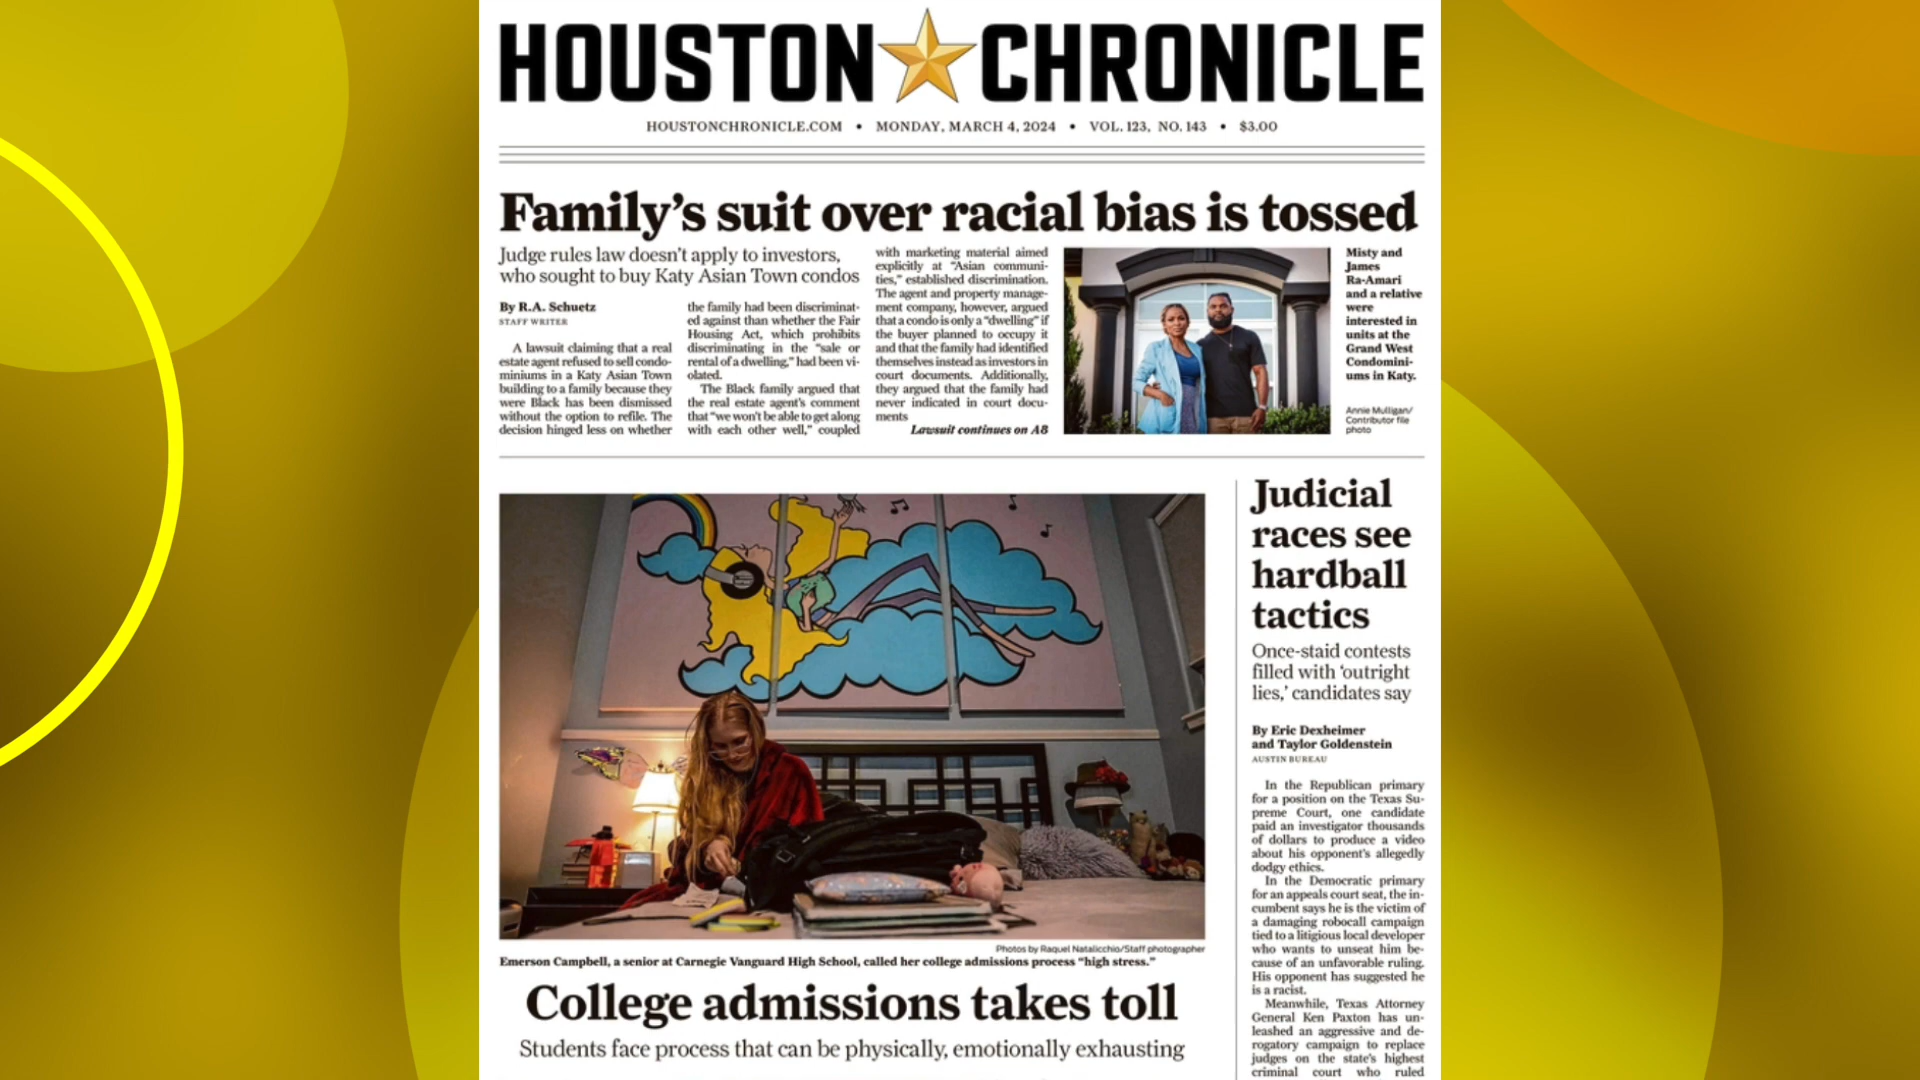 HOUSTON CHRONICLE
HOUSTONCHRONICLE.COM • MONDAY, MARCH 4, 2024 • VOL. 123, NO. 143 • $3.00
Family’s suit over racial bias is tossed
Judge rules law doesn’t apply to investors,
who sought to buy Katy Asian Town condos
By R.A. Schuetz
STAFF WRITER
A lawsuit claiming that a real
estate agent refused to sell condo-
miniums in a Katy Asian Town
building to a family because they
were Black has been dismissed
without the option to refile. The
decision hinged less on whether
the family had been discriminat-
ed against than whether the Fair
Housing Act, which prohibits
discriminating in the “sale or
rental of a dwelling,” had been vi-
olated.
The Black family argued that
the real estate agent’s comment
that “we won’t be able to get along
with each other well,” coupled
with marketing material aimed
explicitly at “Asian communi-
ties,” established discrimination.
The agent and property manage-
ment company, however, argued
that a condo is only a “dwelling” if
the buyer planned to occupy it
and that the family had identified
themselves instead as investors in
court documents. Additionally,
they argued that the family had
never indicated in court docu-
ments
Lawsuit continues on A8
Misty and
James
Ra-Amari
and a relative
were
interested in
units at the
Grand West
Condomini-
ums in Katy.
Annie Mulligan/
Contributor file
photo
Photos by Raquel Natalicchio/Staff photographer
Emerson Campbell, a senior at Carnegie Vanguard High School, called her college admissions process “high stress.”
College admissions takes toll
Students face process that can be physically, emotionally exhausting
Judicial
races see
hardball
tactics
Once-staid contests
filled with ‘outright
lies,’ candidates say
By Eric Dexheimer
and Taylor Goldenstein
AUSTIN BUREAU
In the Republican primary
for a position on the Texas Su-
preme Court, one candidate
paid an investigator thousands
of dollars to produce a video
about his opponent’s allegedly
dodgy ethics.
In the Democratic primary
for an appeals court seat, the in-
cumbent says he is the victim of
a damaging robocall campaign
tied to a litigious local developer
who wants to unseat him be-
cause of an unfavorable ruling.
His opponent has suggested he
is a racist.
Meanwhile, Texas Attorney
General Ken Paxton has un-
leashed an aggressive and de-
rogatory campaign to replace
judges on the state’s highest
criminal court who ruled